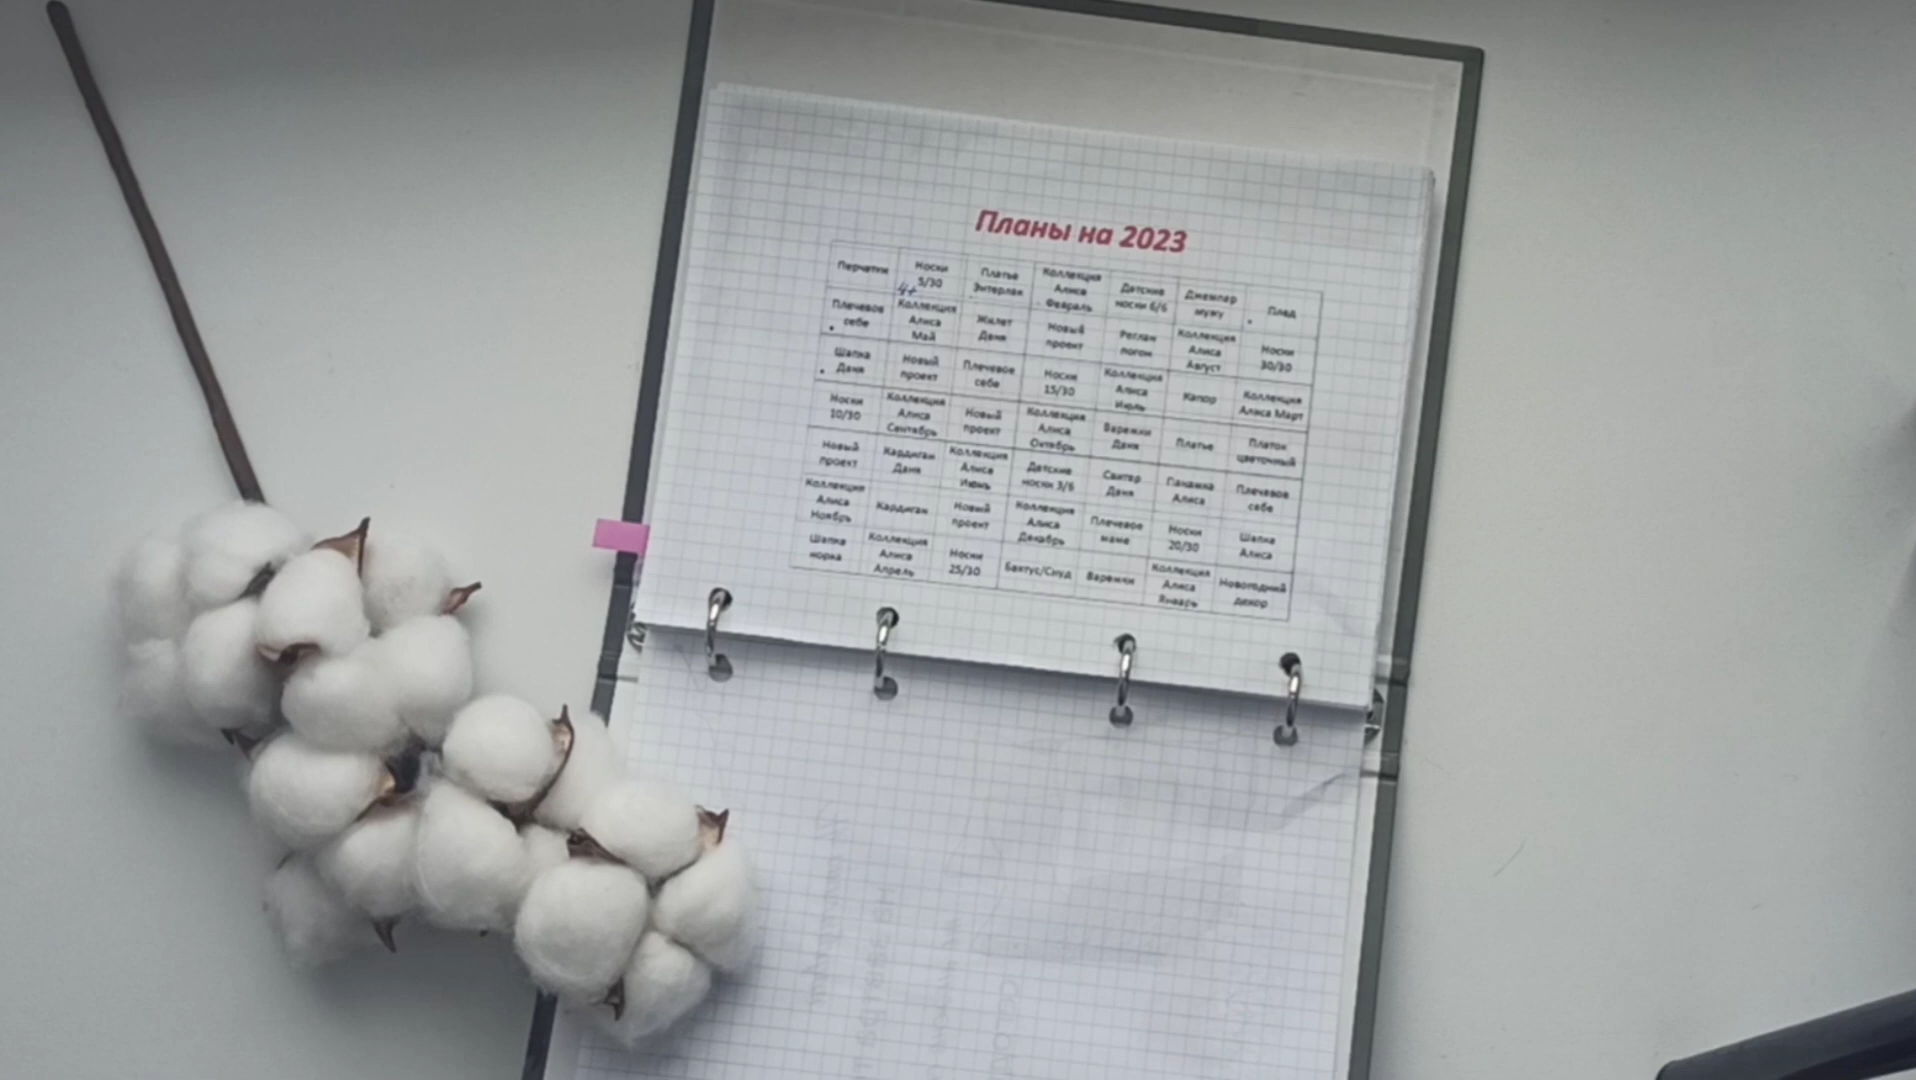 Планы на 2023
Перчатки Носки 5/30 Платье Энтерлак Коллекция Алиса Февраль Детские носки 6/6 Джемпер мужу Плед
4+
Плечевое себе Коллекция Алиса Май Жилет Даня Новый проект Реглан погон Коллекция Алиса Август Носки 30/30
Шапка Даня Новый проект Плечевое себе Носки 15/30 Коллекция Алиса Июль Капор Коллекция Алиса Март
Носки 10/30 Коллекция Алиса Сентябрь Новый проект Коллекция Алиса Октябрь Варежки Даня Платье Платок цветочный
Новый проект Кардиган Даня Коллекция Алиса Июнь Детские носки 3/6 Свитер Даня Панамка Алиса Плечевое себе
Коллекция Алиса Ноябрь Кардиган Новый проект Коллекция Алиса Декабрь Плечевое маме Носки 20/30 Шапка Алиса
Шапка норка Коллекция Алиса Апрель Носки 25/30 Бактус/Снуд Варежки Коллекция Алиса Январь Новогодний декор